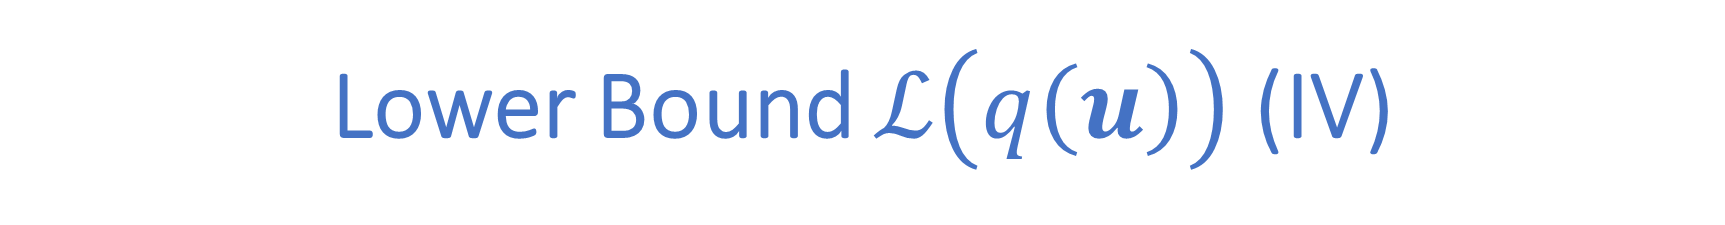 Lower Bound ℒ(q(𝒖)) (IV)